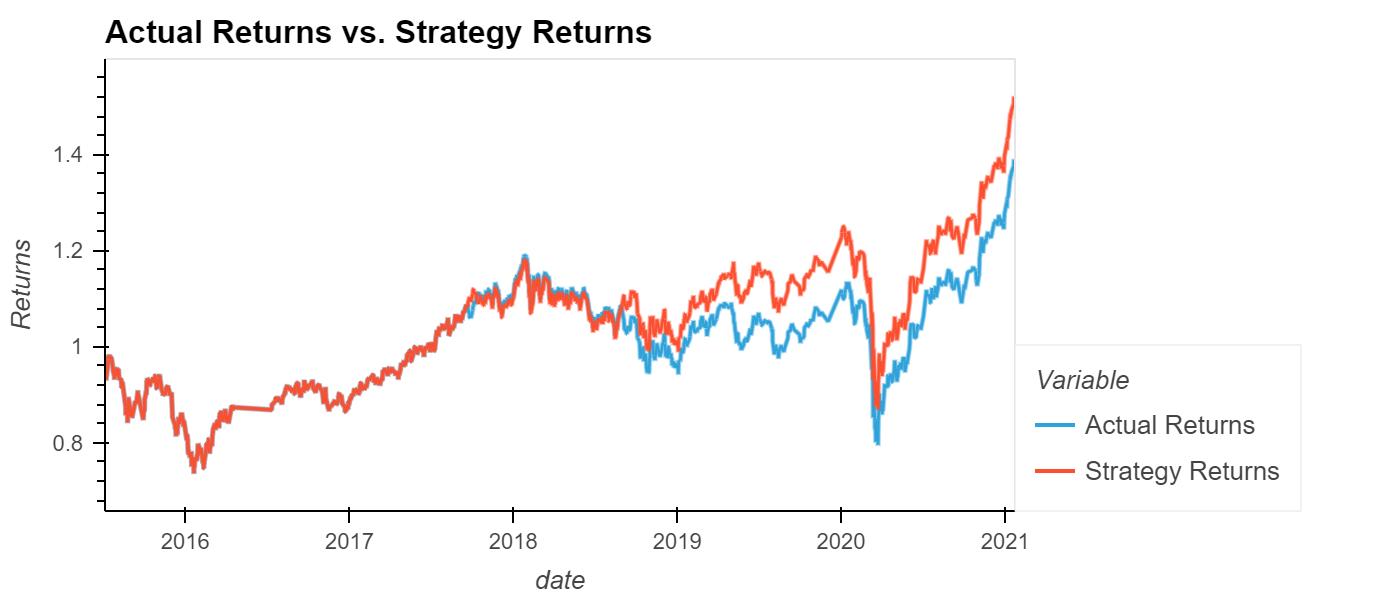 Actual Returns vs. Strategy Returns
Returns
1.4
1.2
1
0.8
2016 2017 2018 2019 2020 2021
date
Variable
Actual Returns
Strategy Returns